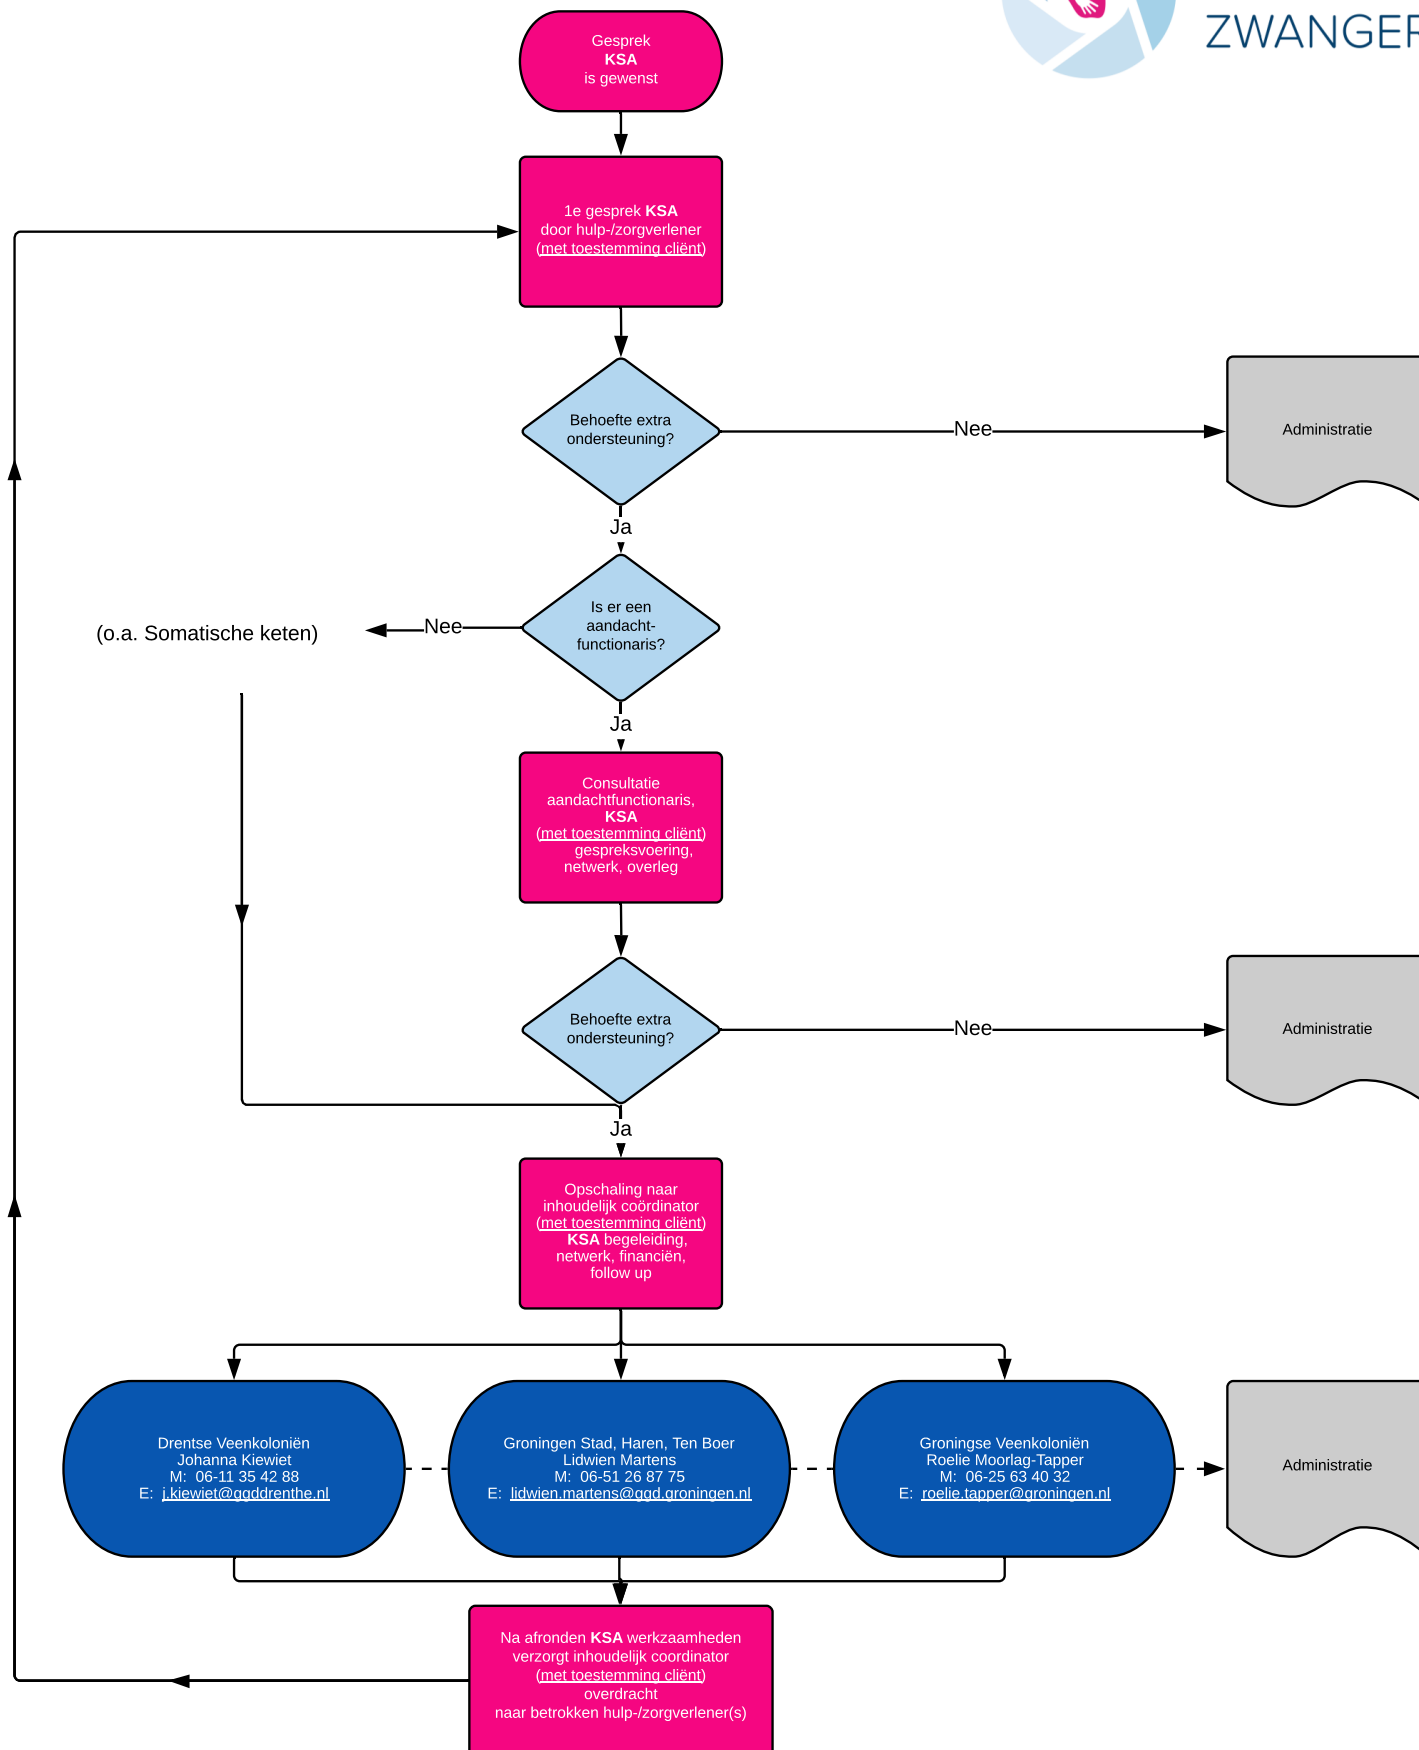 ZWANGER
Gesprek
KSA
is gewenst
1e gesprek KSA
door hulp-/zorgverlener
(met toestemming cliënt)
Behoefte extra
ondersteuning?
Nee
Administratie
Ja
Is er een
aandacht-
functionaris?
Nee
(o.a. Somatische keten)
Ja
Consultatie
aandachtfunctionaris,
KSA
(met toestemming cliënt)
gespreksvoering,
netwerk, overleg
Behoefte extra
ondersteuning?
Nee
Administratie
Ja
Opschaling naar
inhoudelijk coördinator
(met toestemming cliënt)
KSA begeleiding,
netwerk, financiën,
follow up
Drentse Veenkoloniën
Johanna Kiewiet
M: 06-11 35 42 88
E: j.kiewiet@ggddrenthe.nl
Groningen Stad, Haren, Ten Boer
Lidwien Martens
M: 06-51 26 87 75
E: lidwien.martens@ggd.groningen.nl
Groningse Veenkoloniën
Roelie Moorlag-Tapper
M: 06-25 63 40 32
E: roelie.tapper@groningen.nl
Administratie
Na afronden KSA werkzaamheden
verzorgt inhoudelijk coordinator
(met toestemming cliënt)
overdracht
naar betrokken hulp-/zorgverlener(s)